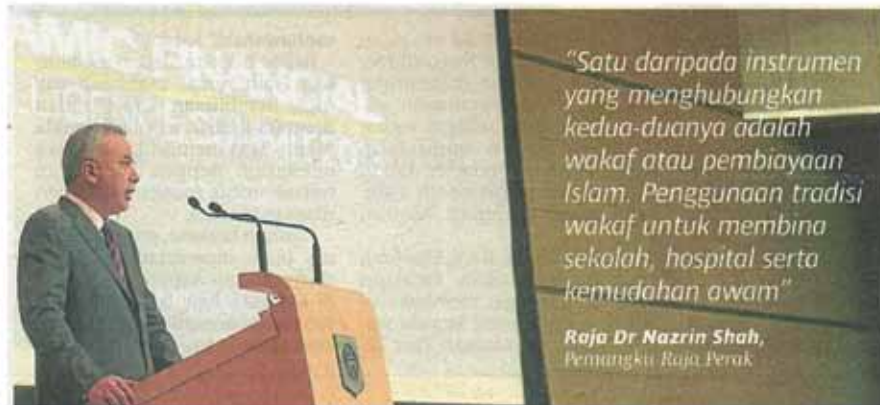 "Satu daripada instrumen
yang menghubungkan
kedua-duanya adalah
wakaf atau pembiayaan
Islam. Penggunaan tradisi
wakaf untuk membina
sekolah, hospital serta
kemudahan awam"
Raja Dr Nazrin Shah,
Pemangku Raja Perak